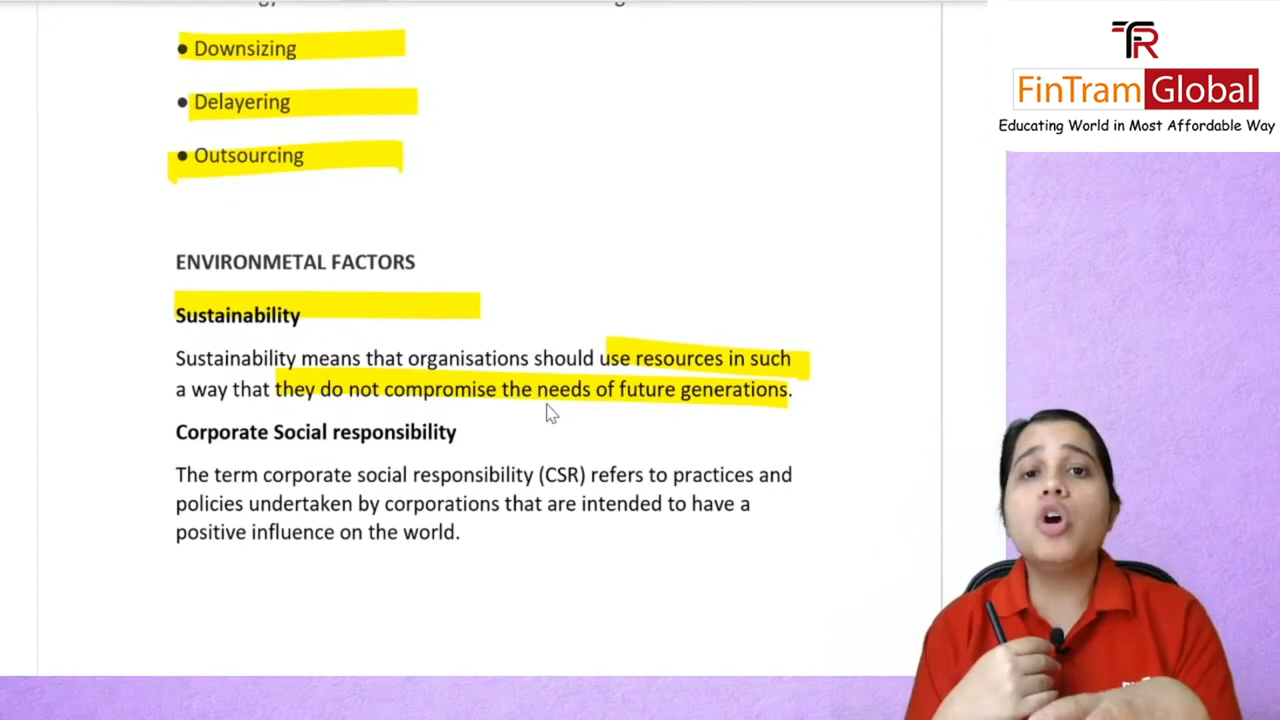 • Downsizing
• Delayering
• Outsourcing
ENVIRONMETAL FACTORS
Sustainability
Sustainability means that organisations should use resources in such
a way that they do not compromise the needs of future generations.
Corporate Social responsibility
The term corporate social responsibility (CSR) refers to practices and
policies undertaken by corporations that are intended to have a
positive influence on the world.
TR
FinTram Global
Educating World in Most Affordable Way